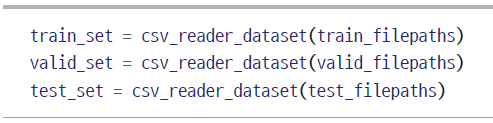 train_set = csv_reader_dataset(train_filepaths)
valid_set = csv_reader_dataset(valid_filepaths)
test_set = csv_reader_dataset(test_filepaths)